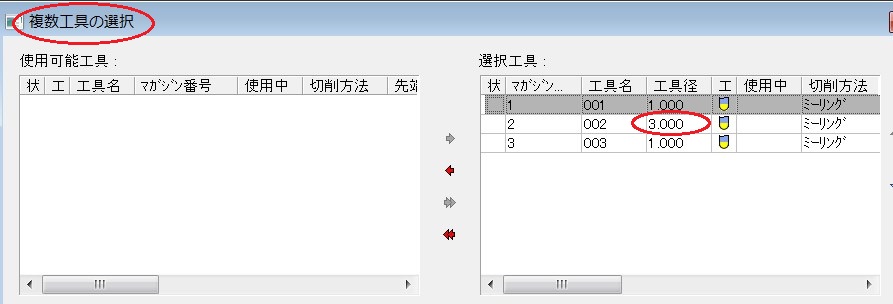 複数工具の選択
使用可能工具：
状 工 工具名 ﾏｶﾞｼﾞﾝ番号 使用中 切削方法 先端
選択工具：
状 ﾏｶﾞｼﾞﾝ... 工具名 工具径 工 使用中 切削方法
1 001 1.000 ﾐｰﾘﾝｸﾞ
2 002 3.000 ﾐｰﾘﾝｸﾞ
3 003 1.000 ﾐｰﾘﾝｸﾞ